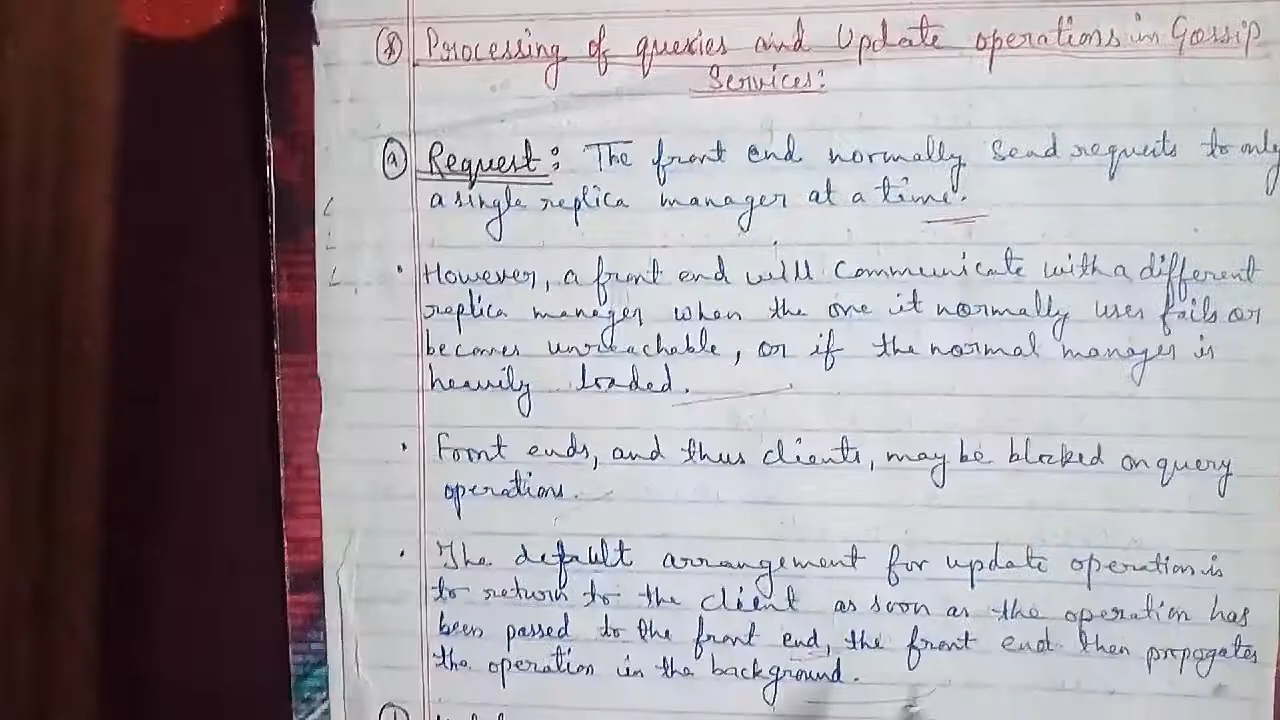 ⊛ Processing of queries and Update operations in Gossip
Services:
ⓐ Request: The front end normally send requests to only
a single replica manager at a time.
• However, a front end will communicate with a different
replica manager when the one it normally uses fails or
becomes unreachable, or if the normal manager is
heavily loaded.
• Front ends, and thus clients, may be blocked on query
operations.
• The default arrangement for update operation is
to return to the client as soon as the operation has
been passed to the front end, the front end then propogates
the operation in the background.